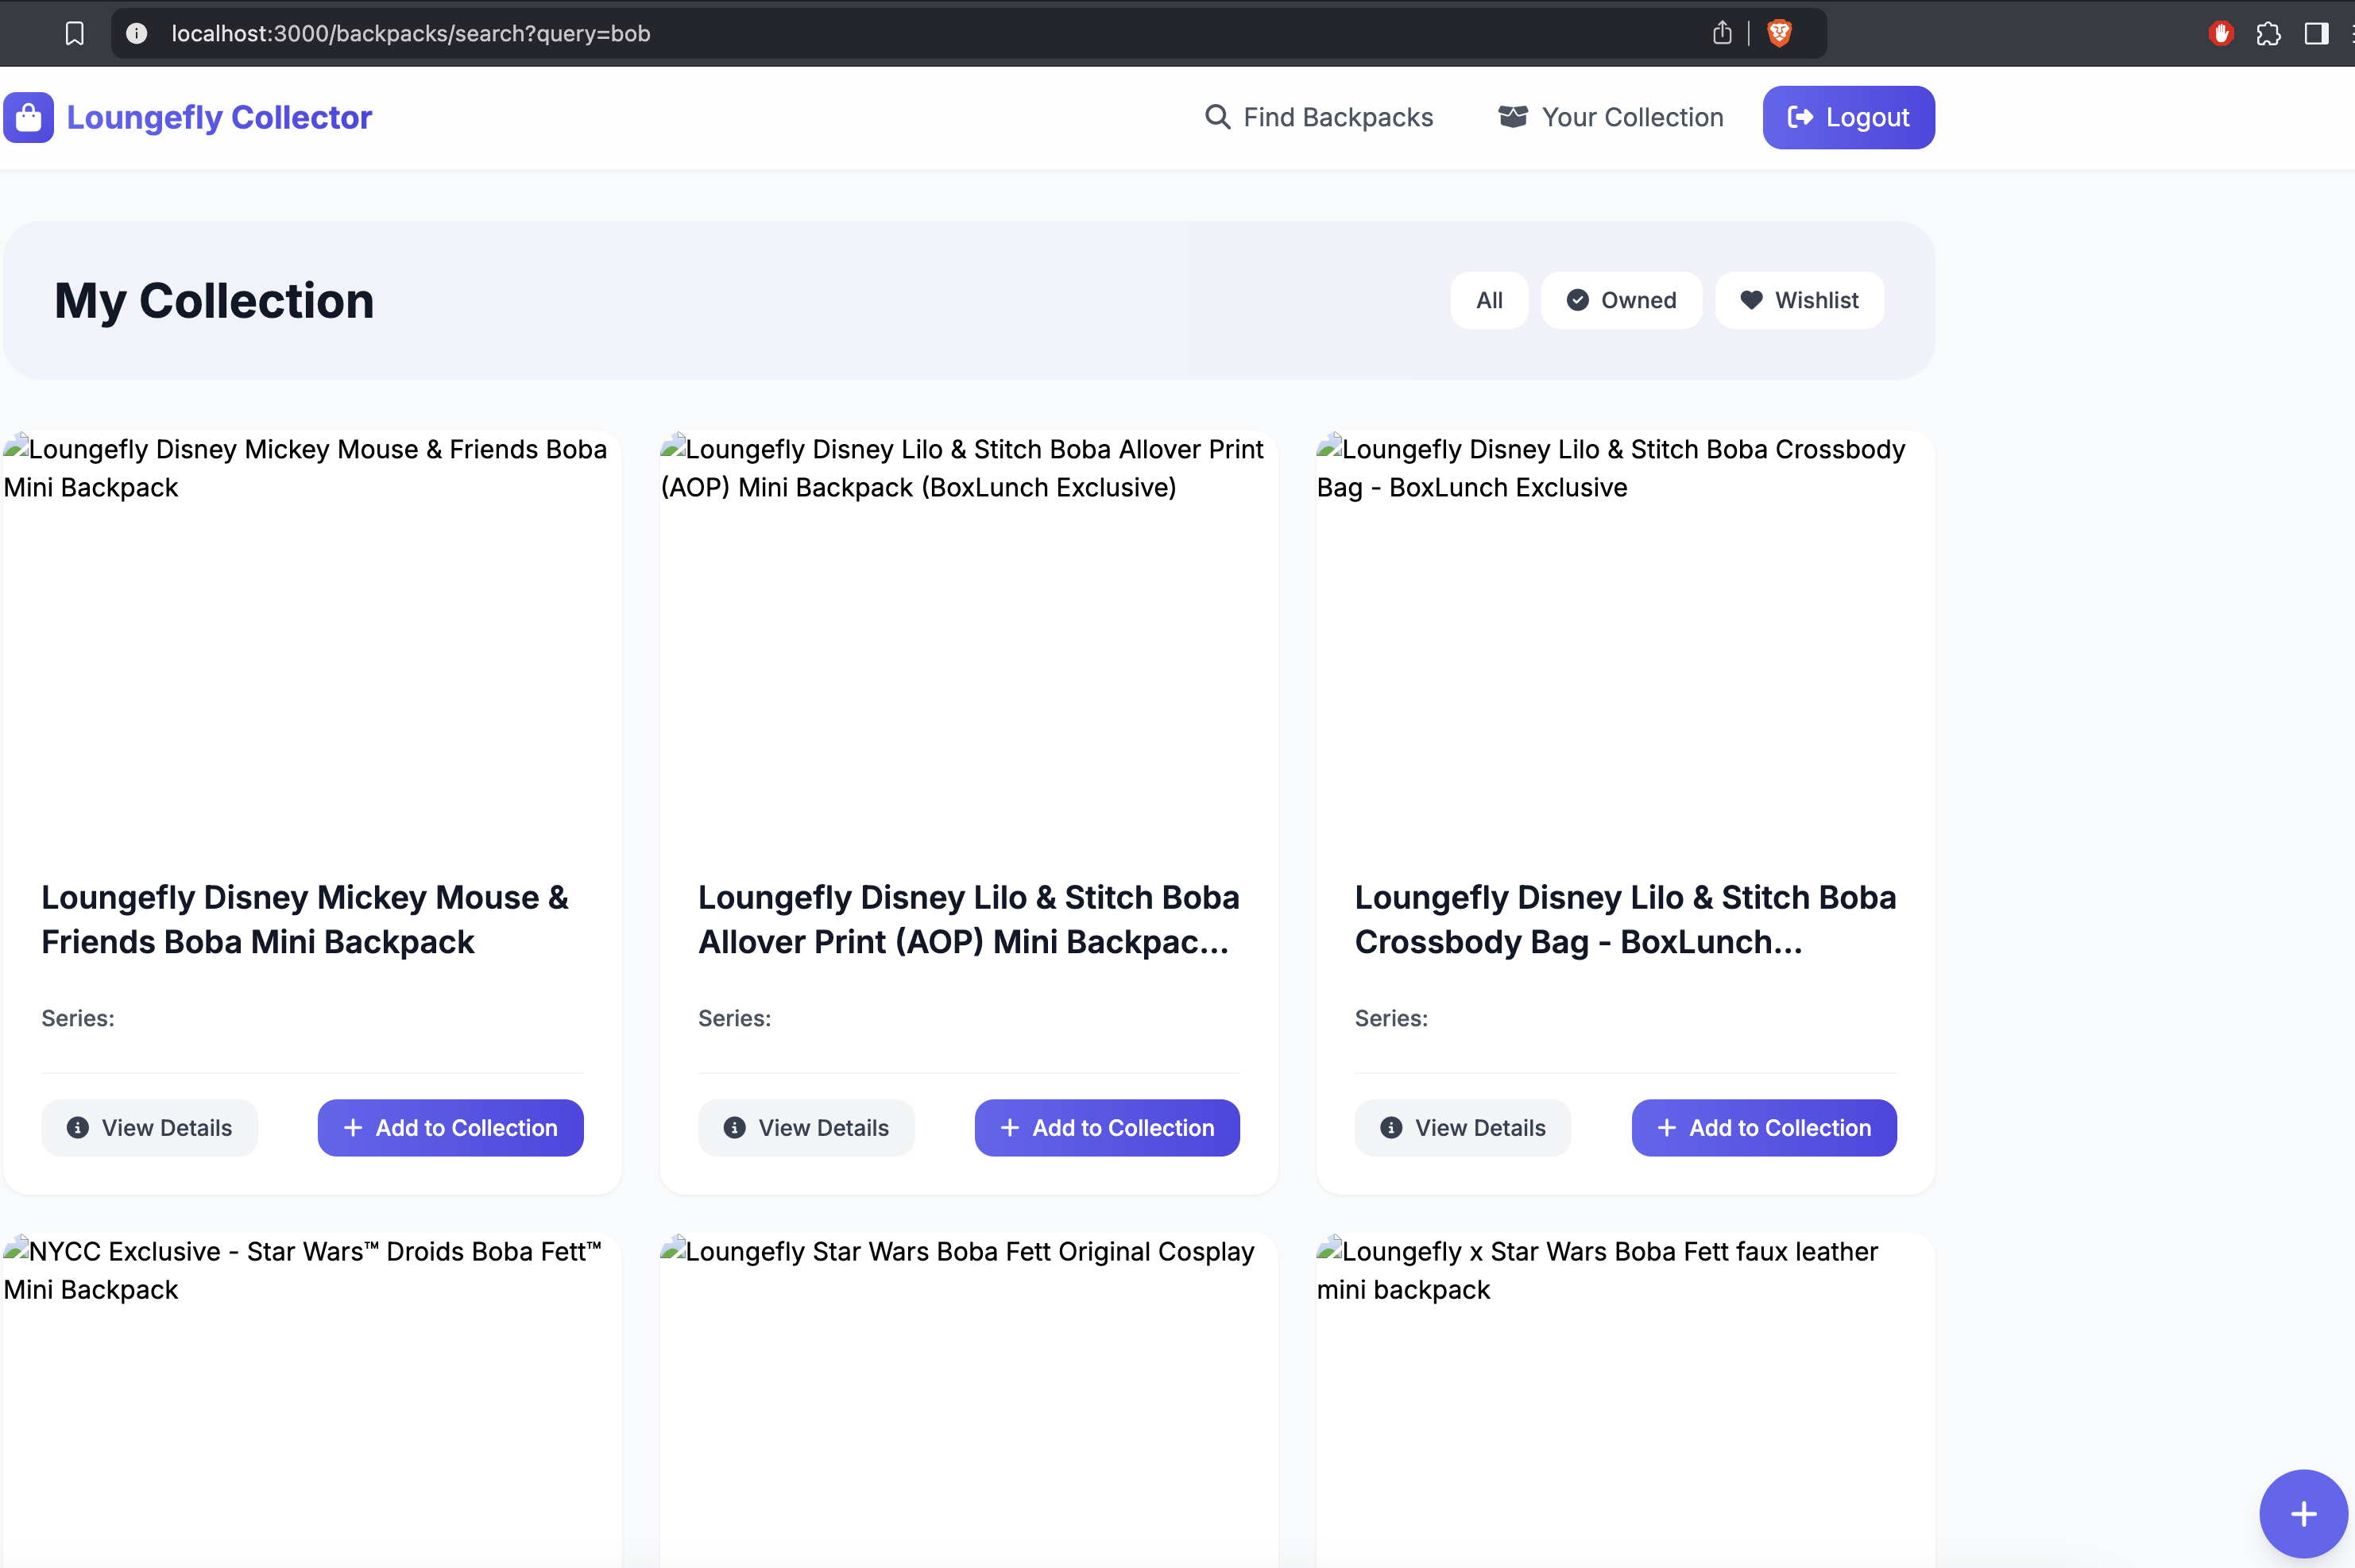 localhost:3000/backpacks/search?query=bob
Loungefly Collector
Find Backpacks
Your Collection
Logout
My Collection
All
Owned
Wishlist
Loungefly Disney Mickey Mouse & Friends Boba
Mini Backpack
Loungefly Disney Mickey Mouse &
Friends Boba Mini Backpack
Series:
View Details
Add to Collection
Loungefly Disney Lilo & Stitch Boba Allover Print
(AOP) Mini Backpack (BoxLunch Exclusive)
Loungefly Disney Lilo & Stitch Boba
Allover Print (AOP) Mini Backpac...
Series:
View Details
Add to Collection
Loungefly Disney Lilo & Stitch Boba Crossbody
Bag - BoxLunch Exclusive
Loungefly Disney Lilo & Stitch Boba
Crossbody Bag - BoxLunch...
Series:
View Details
Add to Collection
NYCC Exclusive - Star Wars™ Droids Boba Fett™
Mini Backpack
Loungefly Star Wars Boba Fett Original Cosplay
Loungefly x Star Wars Boba Fett faux leather
mini backpack